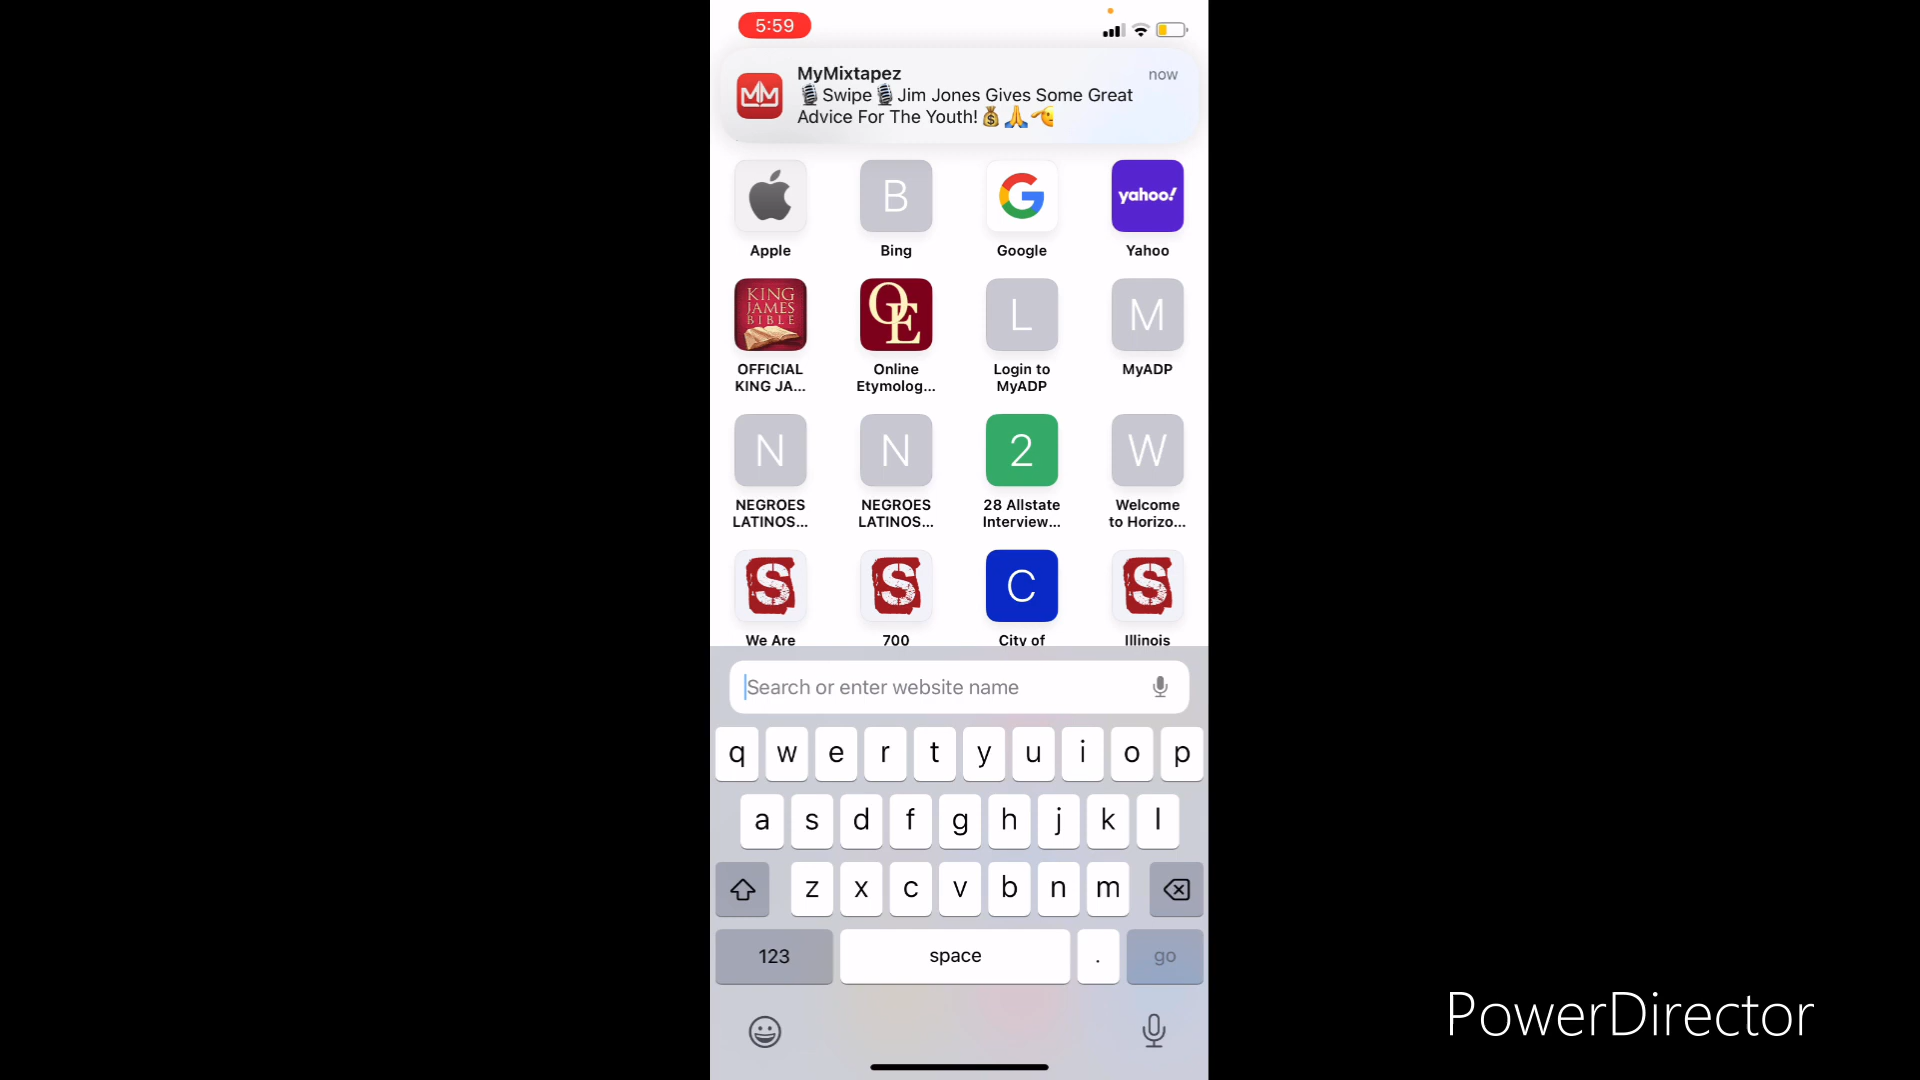 5:59
MyMixtapez
now
🎙️Swipe🎙️Jim Jones Gives Some Great
Advice For The Youth!💰🙏🫡
B
G
yahoo!
Apple
Bing
Google
Yahoo
KING
JAMES
BIBLE
OE
L
M
OFFICIAL
KING JA...
Online
Etymolog...
Login to
MyADP
MyADP
N
N
2
W
NEGROES
LATINOS...
NEGROES
LATINOS...
28 Allstate
Interview...
Welcome
to Horizo...
S
S
C
S
We Are
700
City of
Illinois
Search or enter website name
q w e r t y u i o p
a s d f g h j k l
z x c v b n m
123
space
.
go
PowerDirector